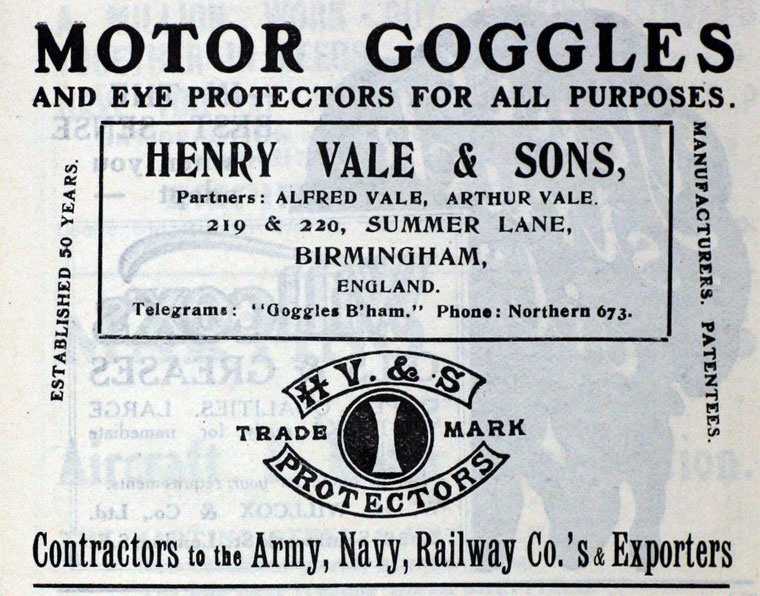 MOTOR GOGGLES
AND EYE PROTECTORS FOR ALL PURPOSES.
ESTABLISHED 50 YEARS.
HENRY VALE & SONS,
Partners: ALFRED VALE, ARTHUR VALE.
219 & 220, SUMMER LANE,
BIRMINGHAM,
ENGLAND.
Telegrams: "Goggles B'ham." Phone: Northern 673.
MANUFACTURERS. PATENTEES.
H V. & S
TRADE MARK
PROTECTORS
Contractors to the Army, Navy, Railway Co.'s & Exporters